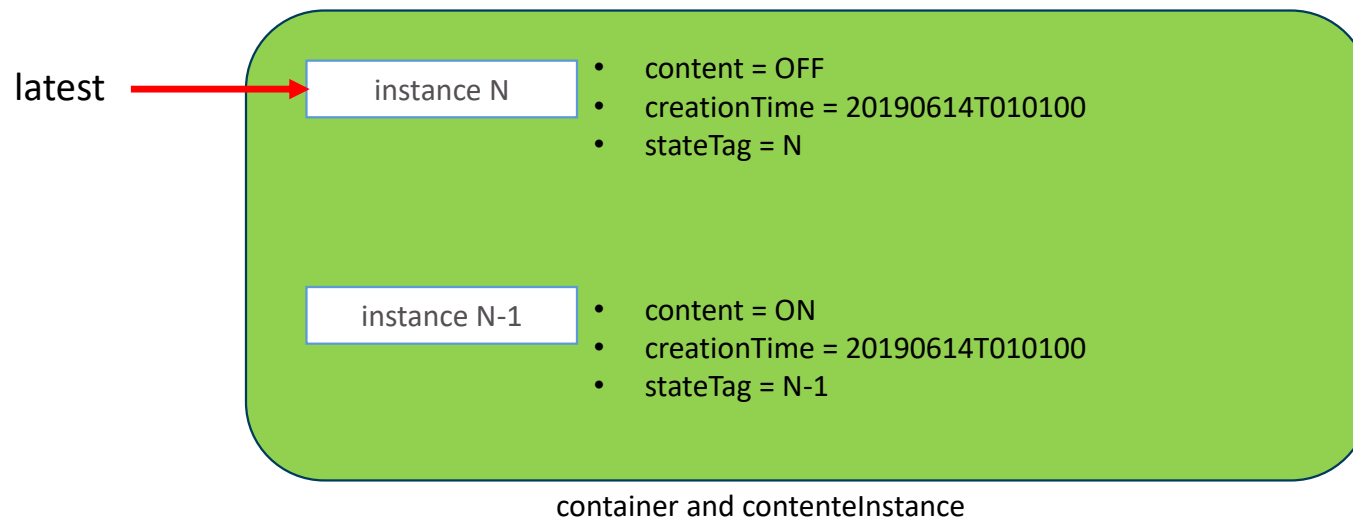 latest
instance N
• content = OFF
• creationTime = 20190614T010100
• stateTag = N
instance N-1
• content = ON
• creationTime = 20190614T010100
• stateTag = N-1
container and contenteInstance